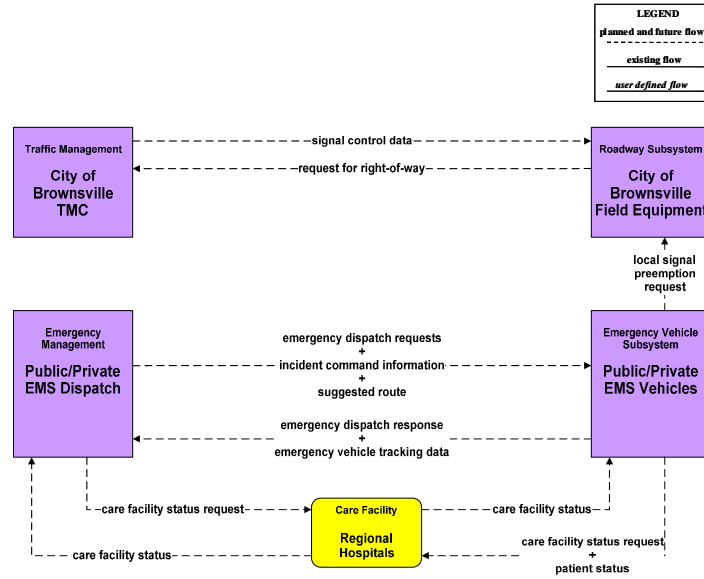 LEGEND
planned and future flow
existing flow
user defined flow
Traffic Management
City of
Brownsville
TMC
signal control data
request for right-of-way
Roadway Subsystem
City of
Brownsville
Field Equipment
local signal
preemption
request
Emergency
Management
Public/Private
EMS Dispatch
emergency dispatch requests
+
incident command information
+
suggested route
emergency dispatch response
+
emergency vehicle tracking data
Emergency Vehicle
Subsystem
Public/Private
EMS Vehicles
care facility status request
care facility status
Care Facility
Regional
Hospitals
care facility status
care facility status request
+
patient status